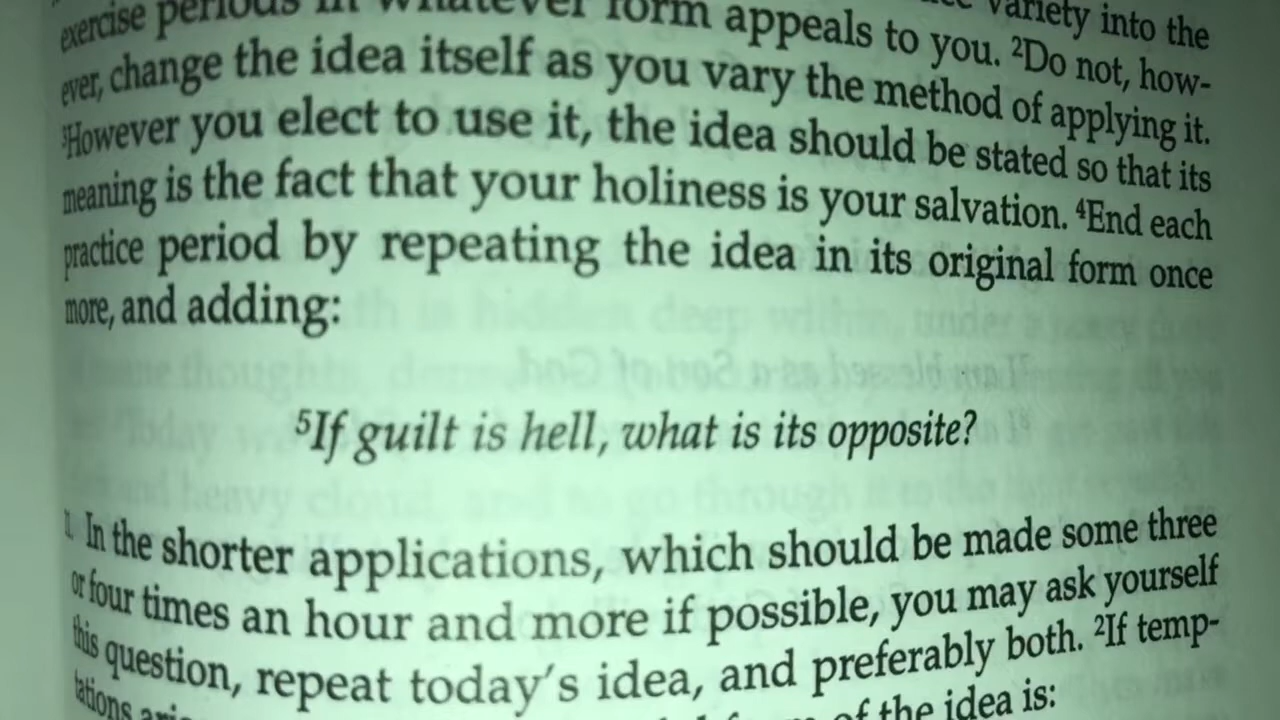 exercise periods in whatever form appeals to you. ²Do not, how-
variety into the
ever, change the idea itself as you vary the method of applying it.
³However you elect to use it, the idea should be stated so that its
meaning is the fact that your holiness is your salvation. ⁴End each
practice period by repeating the idea in its original form once
more, and adding:
⁵If guilt is hell, what is its opposite?
In the shorter applications, which should be made some three
or four times an hour and more if possible, you may ask yourself
this question, repeat today's idea, and preferably both. ²If temp-
tations of the idea is: